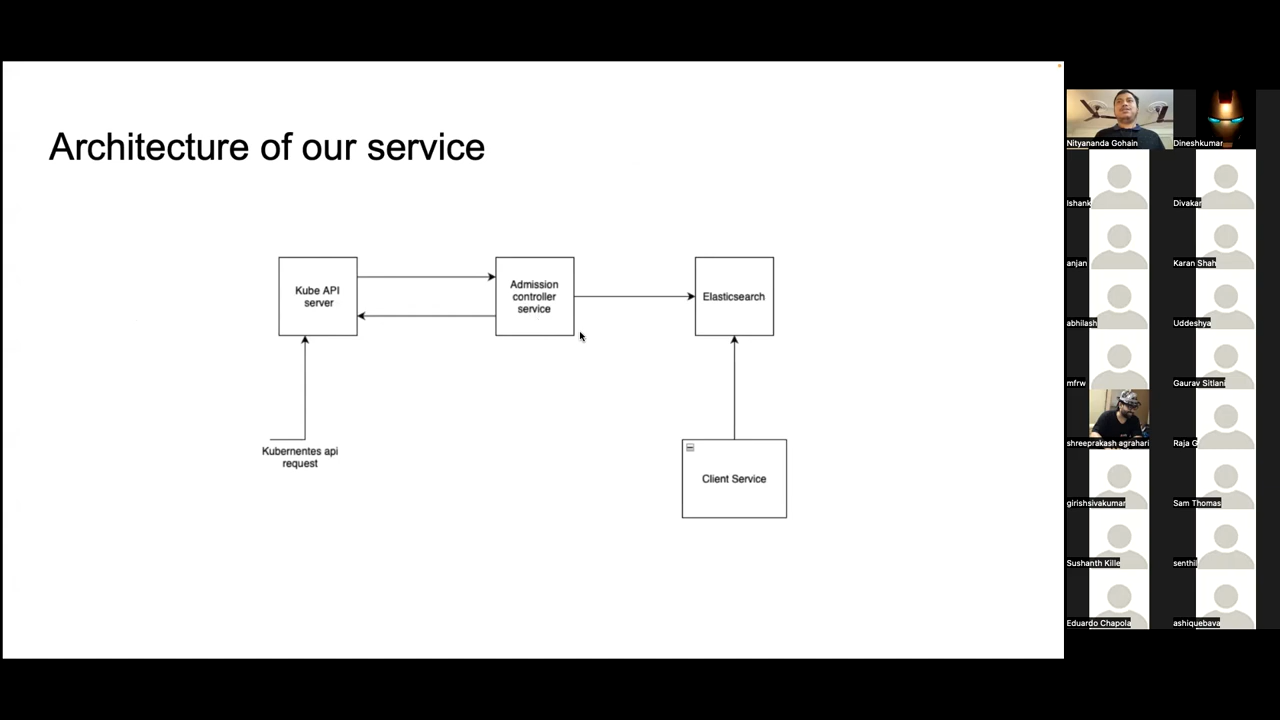 Architecture of our service
Kube API
server
Admission
controller
service
Elasticsearch
Kubernentes api
request
Client Service
Nityananda Gohain
Dineshkumar
Ishank
Divakar
anjan
Karan Shah
abhilash
Uddeshya
mfrw
Gaurav Sitlani
shreeprakash agrahari
Raja G
girishsivakumar
Sam Thomas
Sushanth Kille
senthil
Eduardo Chapola
ashiquebava